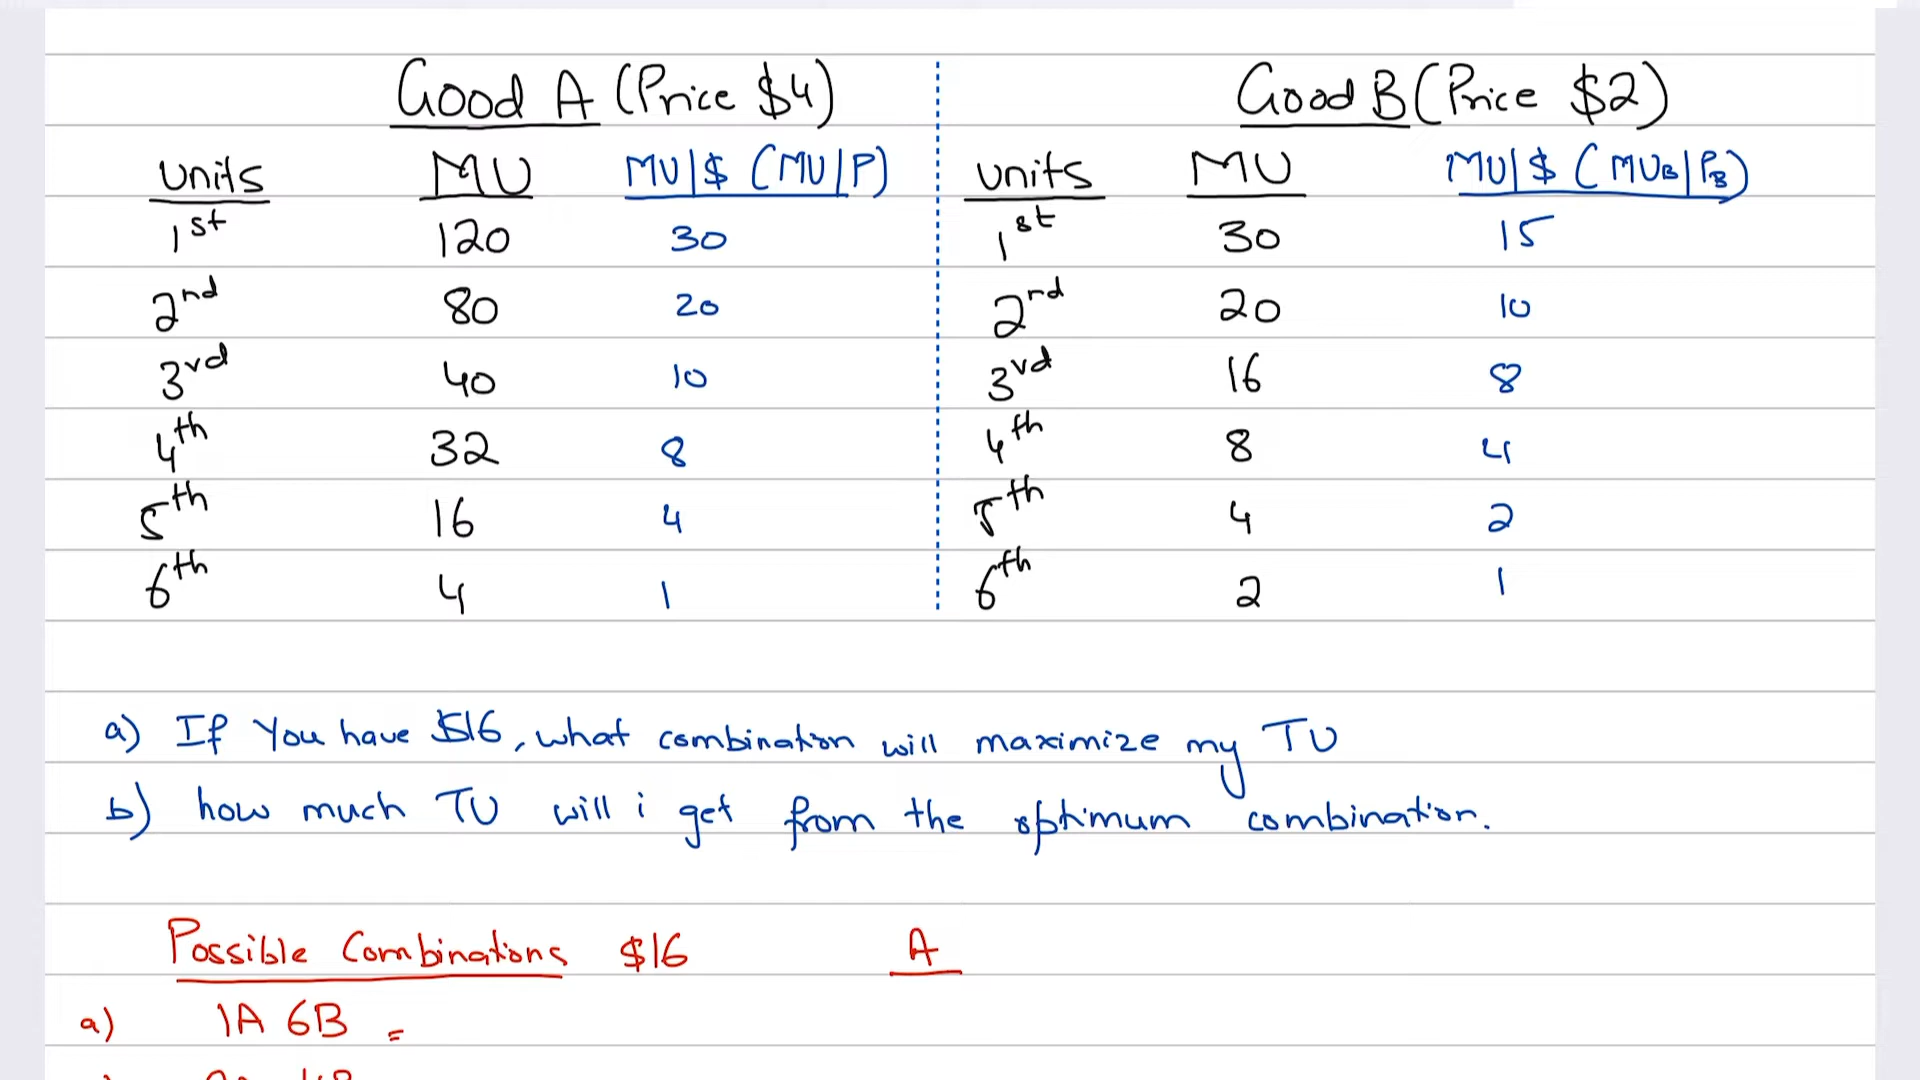 Good A (Price $4) Good B (Price $2)
units MU MU/$ (MU/P) units MU MU/$ (MUB/PB)
1st 120 30 1st 30 15
2nd 80 20 2nd 20 10
3rd 40 10 3rd 16 8
4th 32 8 4th 8 4
5th 16 4 5th 4 2
6th 4 1 6th 2 1
a) If You have $16, what combination will maximize my TU
b) how much TU will i get from the optimum combination.
Possible Combinations $16 A
a) 1A 6B =